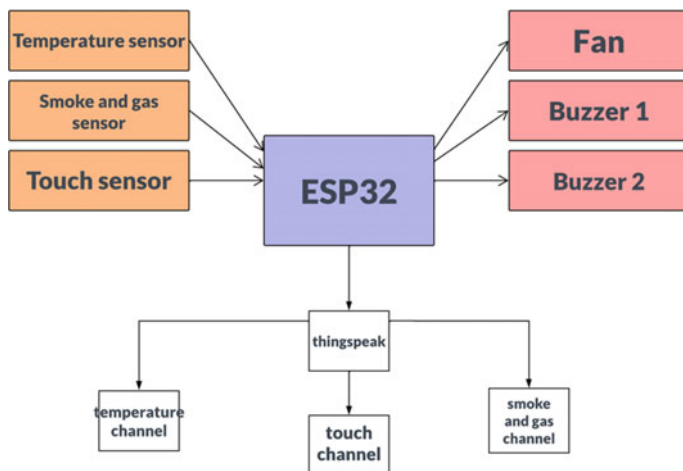 Temperature sensor
Smoke and gas
sensor
Touch sensor
ESP32
Fan
Buzzer 1
Buzzer 2
thingspeak
temperature
channel
touch
channel
smoke
and gas
channel